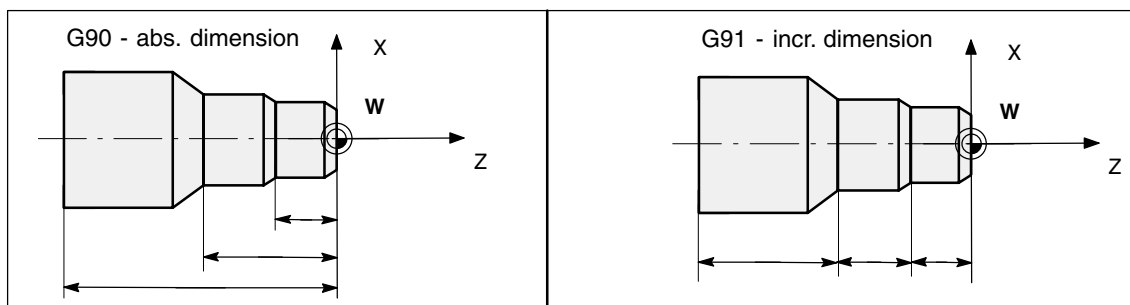 G90 - abs. dimension
X
W
Z
G91 - incr. dimension
X
W
Z